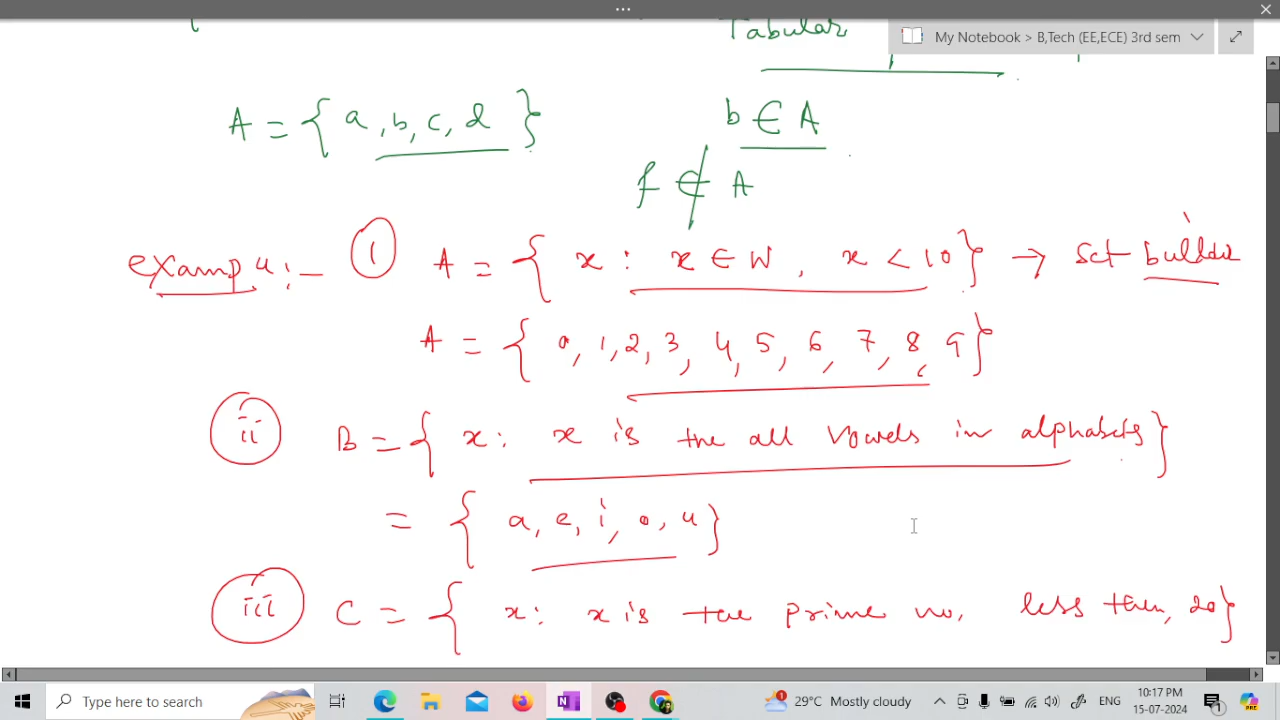 ...
Tabular
My Notebook > B,Tech (EE,ECE) 3rd sem
A = { a, b, c, d }
b ∈ A
f ∉ A
example :- (i) A = { x : x ∈ W, x < 10 } → Set builder
A = { 0, 1, 2, 3, 4, 5, 6, 7, 8, 9 }
(ii) B = { x : x is the all vowels in alphabets }
= { a, e, i, o, u }
(iii) C = { x : x is the prime no, less then, 20 }
Type here to search
29°C Mostly cloudy
ENG
10:17 PM
15-07-2024
1